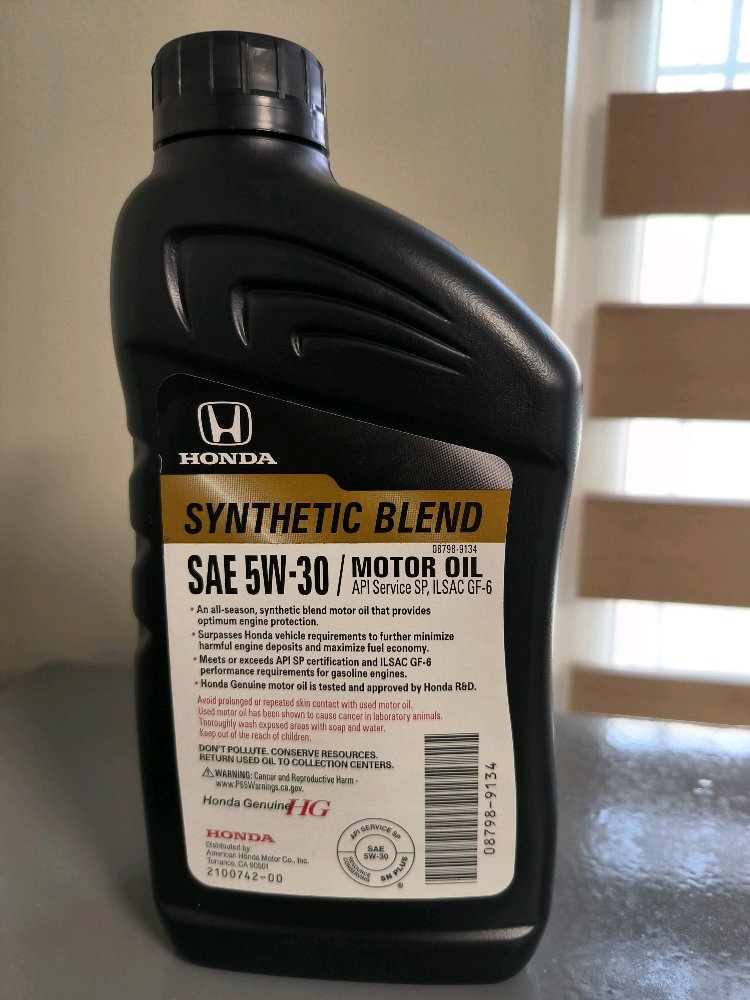 HONDA
SYNTHETIC BLEND
08798-9134
SAE 5W-30 / MOTOR OIL
API Service SP, ILSAC GF-6
• An all-season, synthetic blend motor oil that provides
optimum engine protection.
• Surpasses Honda vehicle requirements to further minimize
harmful engine deposits and maximize fuel economy.
• Meets or exceeds API SP certification and ILSAC GF-6
performance requirements for gasoline engines.
• Honda Genuine motor oil is tested and approved by Honda R&D.
Avoid prolonged or repeated skin contact with used motor oil.
Used motor oil has been shown to cause cancer in laboratory animals.
Thoroughly wash exposed areas with soap and water.
Keep out of the reach of children.
DON'T POLLUTE. CONSERVE RESOURCES.
RETURN USED OIL TO COLLECTION CENTERS.
⚠ WARNING: Cancer and Reproductive Harm -
www.P65Warnings.ca.gov.
Honda Genuine HG
HONDA
Distributed by
American Honda Motor Co., Inc.
Torrance, CA 90501
2100742-00
API SERVICE SP
SAE
5W-30
RESOURCE
CONSERVING
SN PLUS
®
08798-9134